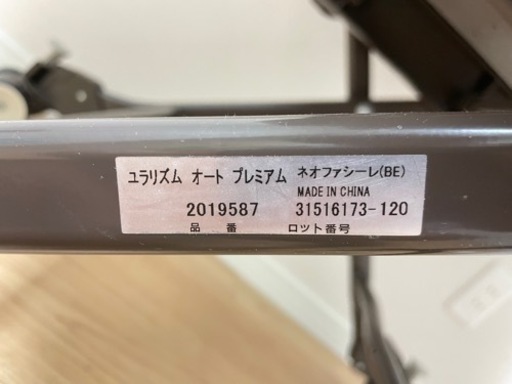 ユラリズム オート プレミアム ネオファシーレ(BE)
MADE IN CHINA
2019587 31516173-120
品 番 ロット番号